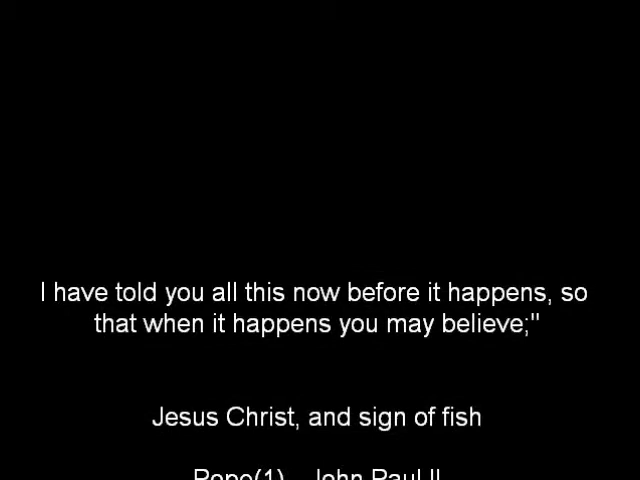 I have told you all this now before it happens, so
that when it happens you may believe;"
Jesus Christ, and sign of fish
Pope(1) John Paul II